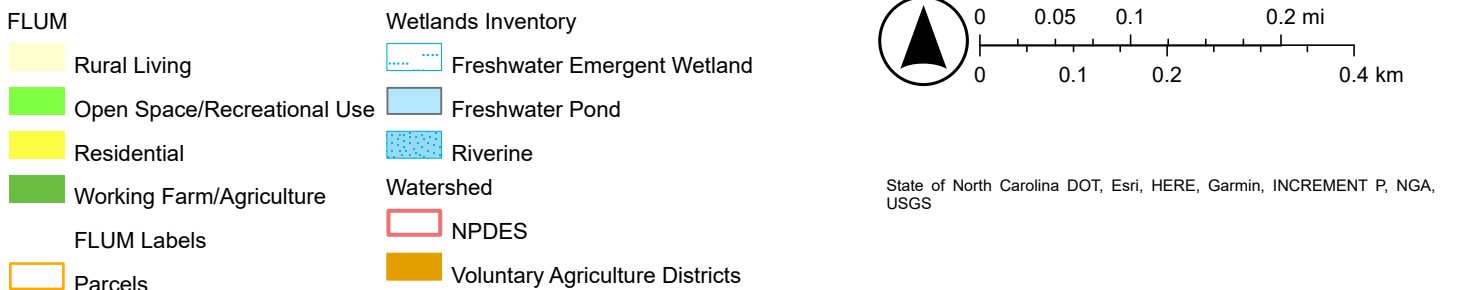 FLUM
Rural Living
Open Space/Recreational Use
Residential
Working Farm/Agriculture
FLUM Labels
Parcels
Wetlands Inventory
Freshwater Emergent Wetland
Freshwater Pond
Riverine
Watershed
NPDES
Voluntary Agriculture Districts
0 0.05 0.1 0.2 mi
0 0.1 0.2 0.4 km
State of North Carolina DOT, Esri, HERE, Garmin, INCREMENT P, NGA,
USGS